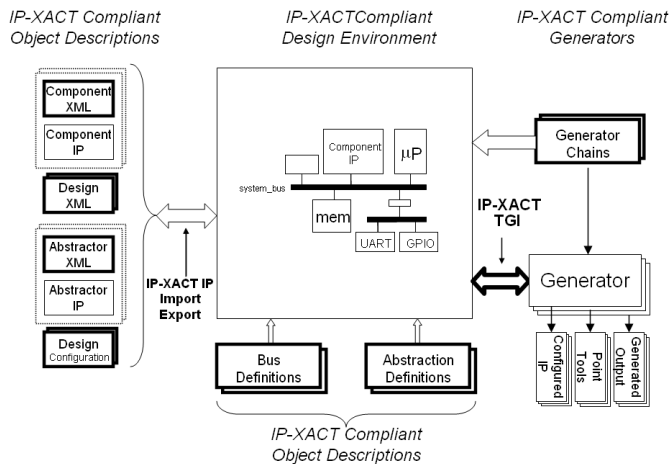 IP-XACT Compliant
Object Descriptions
IP-XACTCompliant
Design Environment
IP-XACT Compliant
Generators
Component
XML
Component
IP
Design
XML
Abstractor
XML
Abstractor
IP
Design
Configuration
IP-XACT IP
Import
Export
Component
IP
µP
system_bus
mem
UART
GPIO
Generator
Chains
IP-XACT
TGI
Generator
Configured
IP
Point
Tools
Generated
Output
Bus
Definitions
Abstraction
Definitions
IP-XACT Compliant
Object Descriptions